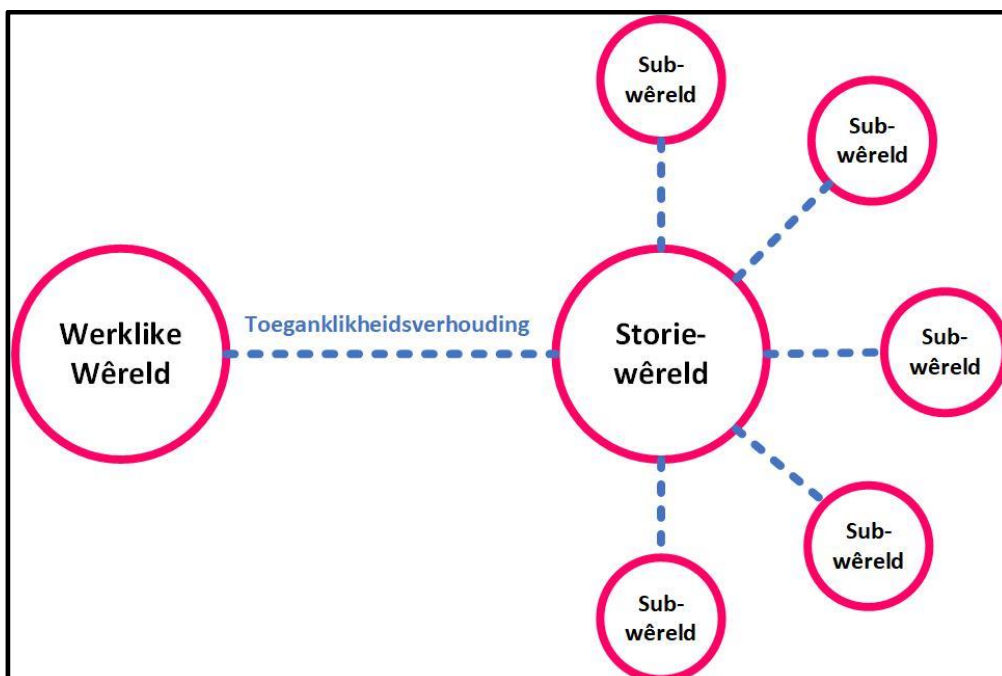 Sub-
wêreld
Sub-
wêreld
Werklike
Wêreld
Toeganklikheidsverhouding
Storie-
wêreld
Sub-
wêreld
Sub-
wêreld
Sub-
wêreld